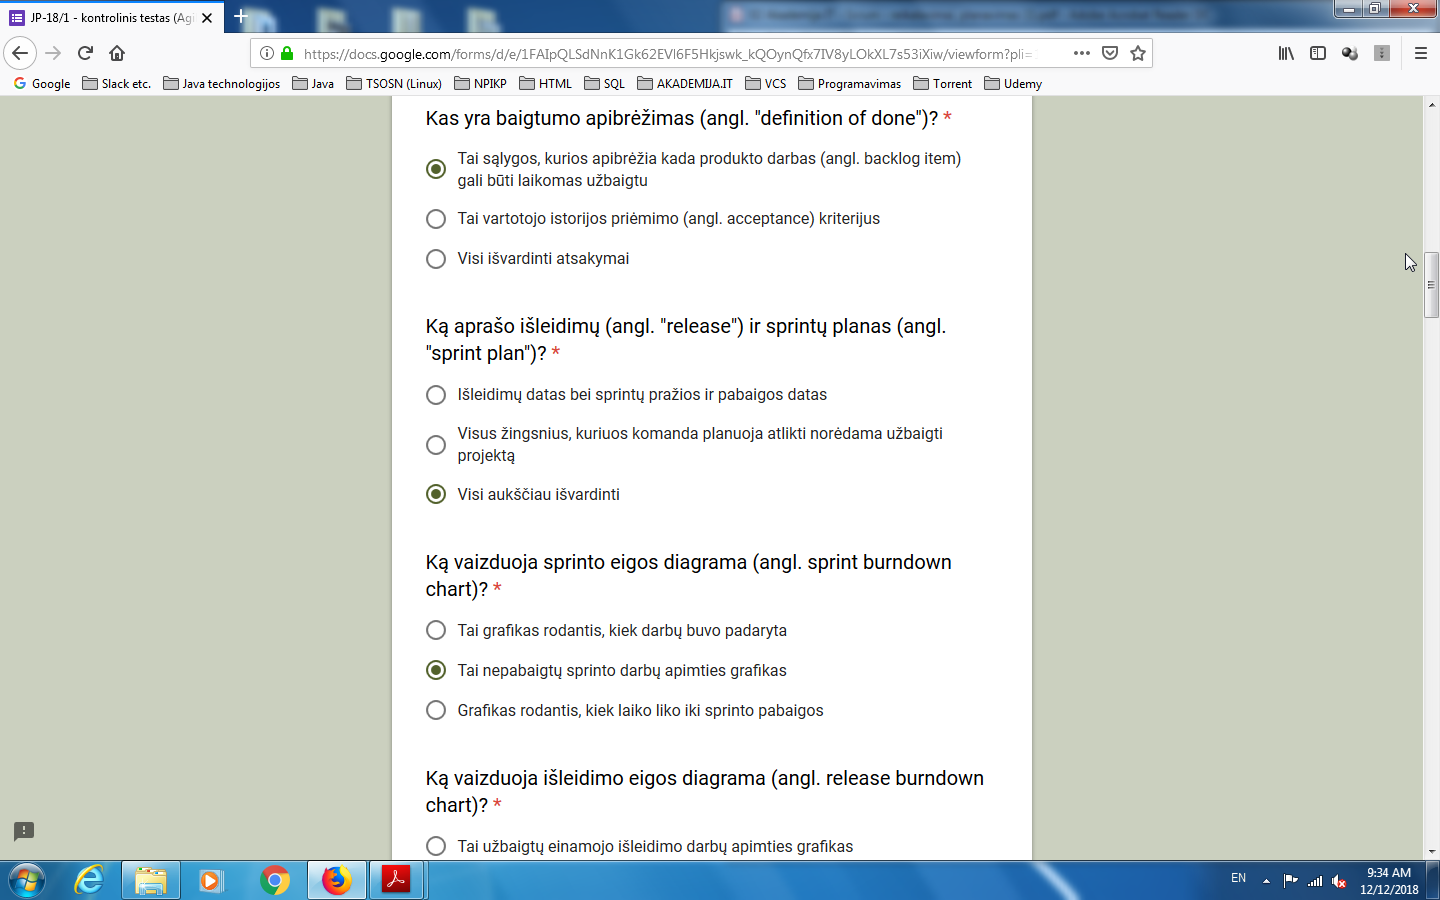 JP-18/1 - kontrolinis testas (Agi
https://docs.google.com/forms/d/e/1FAIpQLSdNnK1Gk62EVl6F5Hkjswk_kQOynQfx7IV8yLOkXL7s53iXiw/viewform?pli=
Google Slack etc. Java technologijos Java TSOSN (Linux) NPIKP HTML SQL AKADEMIJA.IT VCS Programavimas Torrent Udemy
Kas yra baigtumo apibrėžimas (angl. "definition of done")? *
Tai sąlygos, kurios apibrėžia kada produkto darbas (angl. backlog item)
gali būti laikomas užbaigtu
Tai vartotojo istorijos priėmimo (angl. acceptance) kriterijus
Visi išvardinti atsakymai
Ką aprašo išleidimų (angl. "release") ir sprintų planas (angl.
"sprint plan")? *
Išleidimų datas bei sprintų pražios ir pabaigos datas
Visus žingsnius, kuriuos komanda planuoja atlikti norėdama užbaigti
projektą
Visi aukščiau išvardinti
Ką vaizduoja sprinto eigos diagrama (angl. sprint burndown
chart)? *
Tai grafikas rodantis, kiek darbų buvo padaryta
Tai nepabaigtų sprinto darbų apimties grafikas
Grafikas rodantis, kiek laiko liko iki sprinto pabaigos
Ką vaizduoja išleidimo eigos diagrama (angl. release burndown
chart)? *
Tai užbaigtų einamojo išleidimo darbų apimties grafikas
EN
9:34 AM
12/12/2018